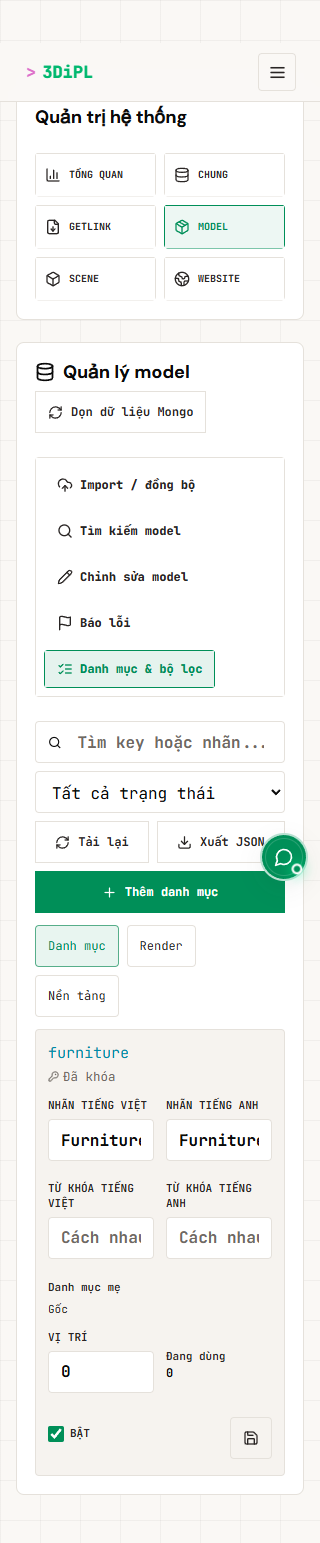 > 3DiPL
Quản trị hệ thống
TỔNG QUAN
CHUNG
GETLINK
MODEL
SCENE
WEBSITE
Quản lý model
Dọn dữ liệu Mongo
Import / đồng bộ
Tìm kiếm model
Chỉnh sửa model
Báo lỗi
Danh mục & bộ lọc
Tìm key hoặc nhãn...
Tất cả trạng thái
Tải lại
Xuất JSON
Thêm danh mục
Danh mục
Render
Nền tảng
furniture
Đã khóa
NHÃN TIẾNG VIỆT
NHÃN TIẾNG ANH
Furniture
Furniture
TỪ KHÓA TIẾNG
VIỆT
TỪ KHÓA TIẾNG
ANH
Cách nhau
Cách nhau
Danh mục mẹ
Gốc
VỊ TRÍ
0
Đang dùng
0
BẬT